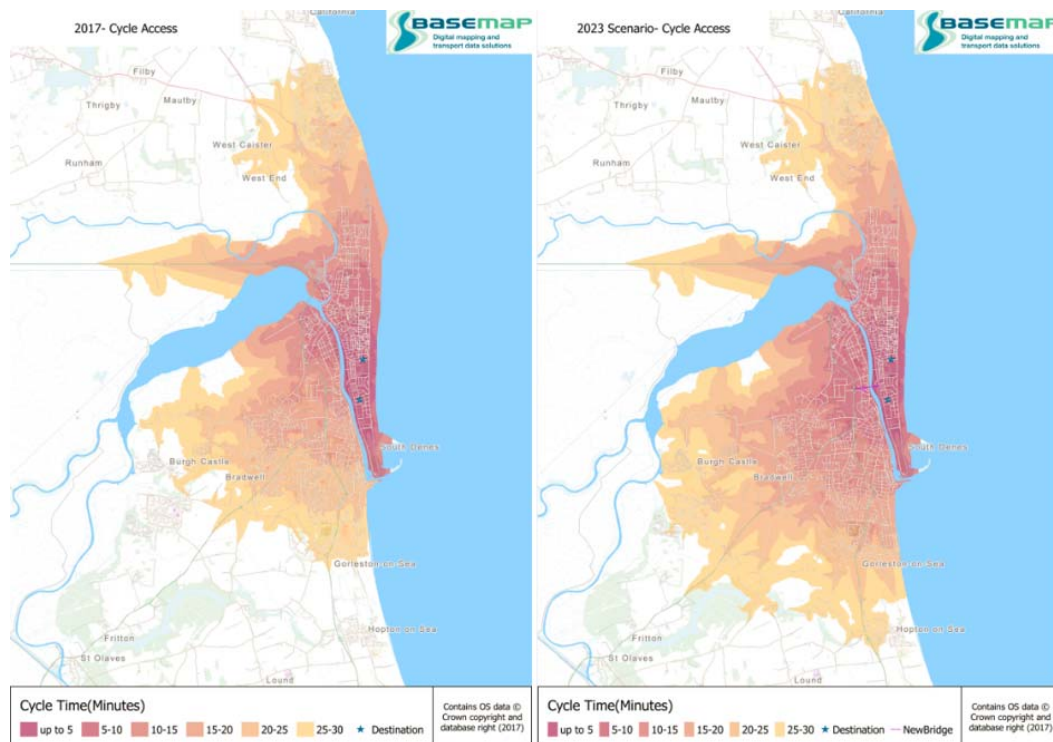 2017- Cycle Access
BASEMAP
Digital mapping and
transport data solutions
California
Filby
Thrigby
Mautby
West Caister
Runham
West End
South Denes
Burgh Castle
Bradwell
Gorleston-on-Sea
Hopton on Sea
Fritton
St Olaves
Lound
Cycle Time(Minutes)
up to 5 5-10 10-15 15-20 20-25 25-30 Destination
Contains OS data ©
Crown copyright and
database right (2017)
2023 Scenario- Cycle Access
BASEMAP
Digital mapping and
transport data solutions
California
Filby
Thrigby
Mautby
West Caister
Runham
West End
South Denes
Burgh Castle
Bradwell
Gorleston-on-Sea
Hopton on Sea
Fritton
St Olaves
Lound
Cycle Time(Minutes)
up to 5 5-10 10-15 15-20 20-25 25-30 Destination NewBridge
Contains OS data ©
Crown copyright and
database right (2017)